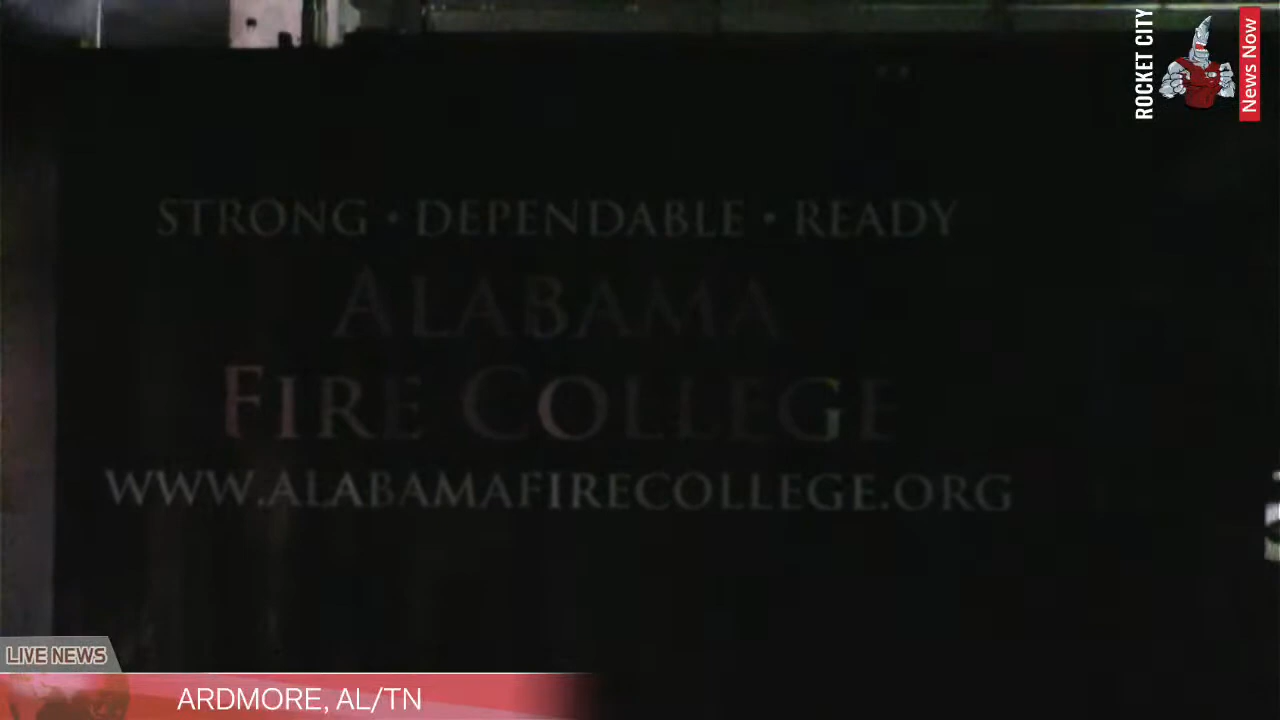 ROCKET CITY
News Now
STRONG • DEPENDABLE • READY
ALABAMA
FIRE COLLEGE
WWW.ALABAMAFIRECOLLEGE.ORG
LIVE NEWS
ARDMORE, AL/TN